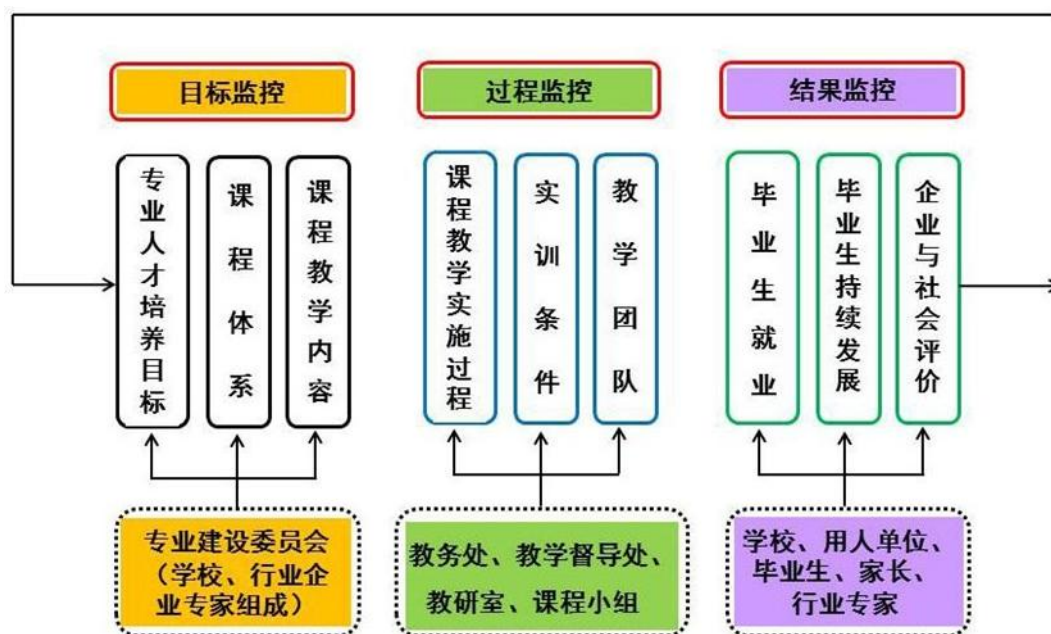 目标监控
过程监控
结果监控
专业人才培养目标
课程体系
课程教学内容
课程教学实施过程
实训条件
教学团队
毕业生就业
毕业生持续发展
企业与社会评价
专业建设委员会
（学校、行业企
业专家组成）
教务处、教学督导处、
教研室、课程小组
学校、用人单位、
毕业生、家长、
行业专家